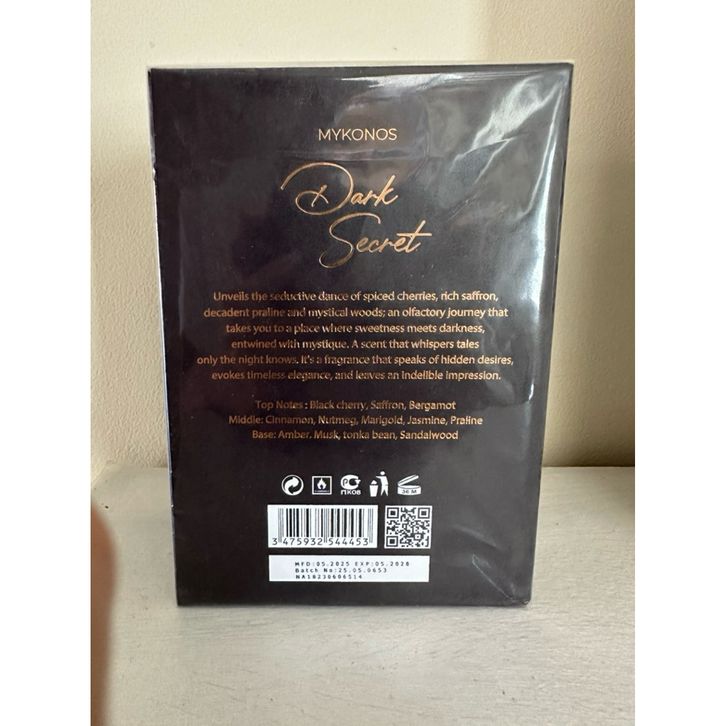 MYKONOS
Dark
Secret
Unveils the seductive dance of spiced cherries, rich saffron,
decadent praline and mystical woods; an olfactory journey that
takes you to a place where sweetness meets darkness,
entwined with mystique. A scent that whispers tales
only the night knows. It's a fragrance that speaks of hidden desires,
evokes timeless elegance, and leaves an indelible impression.
Top Notes : Black cherry, Saffron, Bergamot
Middle: Cinnamon, Nutmeg, Marigold, Jasmine, Praline
Base: Amber, Musk, tonka bean, Sandalwood
ПКОВ
36 M
3 475932 544453
MFD:05.2025 EXP:05.2028
Batch No:25.05.0653
NA18230606514